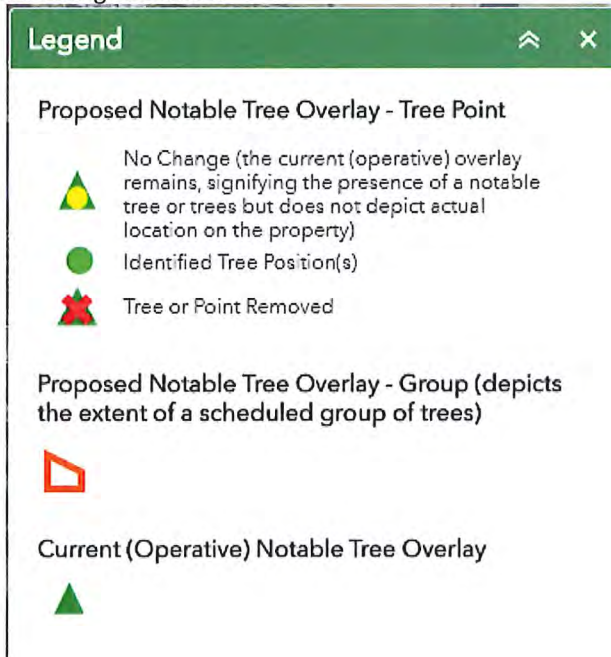 Legend
Proposed Notable Tree Overlay - Tree Point
No Change (the current (operative) overlay
remains, signifying the presence of a notable
tree or trees but does not depict actual
location on the property)
Identified Tree Position(s)
Tree or Point Removed
Proposed Notable Tree Overlay - Group (depicts
the extent of a scheduled group of trees)
Current (Operative) Notable Tree Overlay